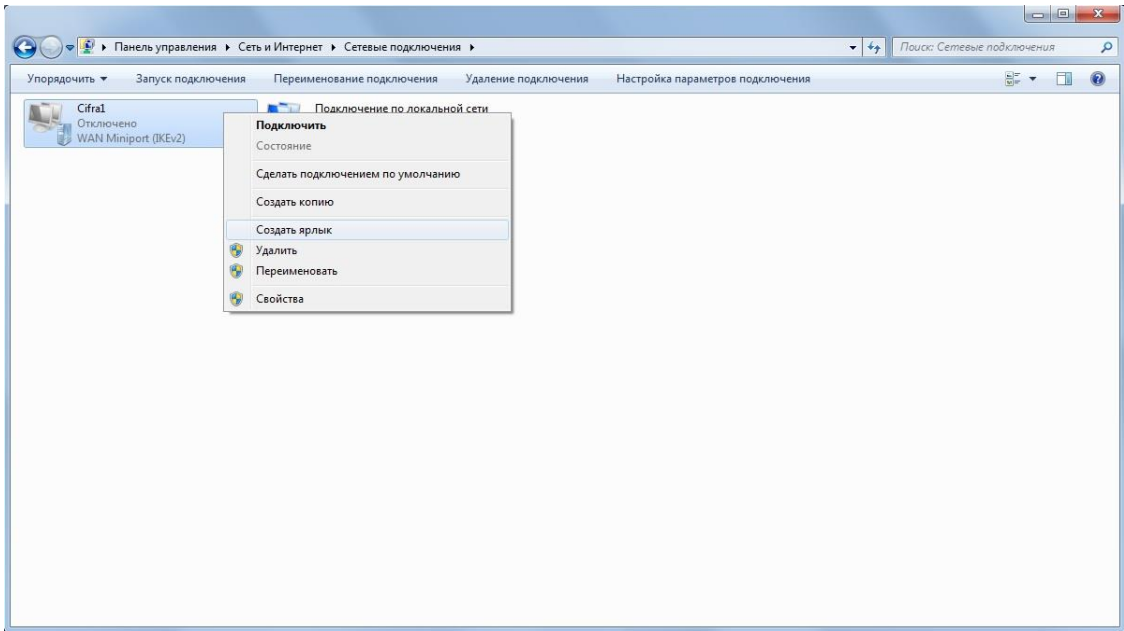 Панель управления ▸ Сеть и Интернет ▸ Сетевые подключения ▸
Поиск: Сетевые подключения
Упорядочить ▾ Запуск подключения Переименование подключения Удаление подключения Настройка параметров подключения
Cifra1
Отключено
WAN Miniport (IKEv2)
Подключение по локальной сети
Подключить
Состояние
Сделать подключением по умолчанию
Создать копию
Создать ярлык
Удалить
Переименовать
Свойства